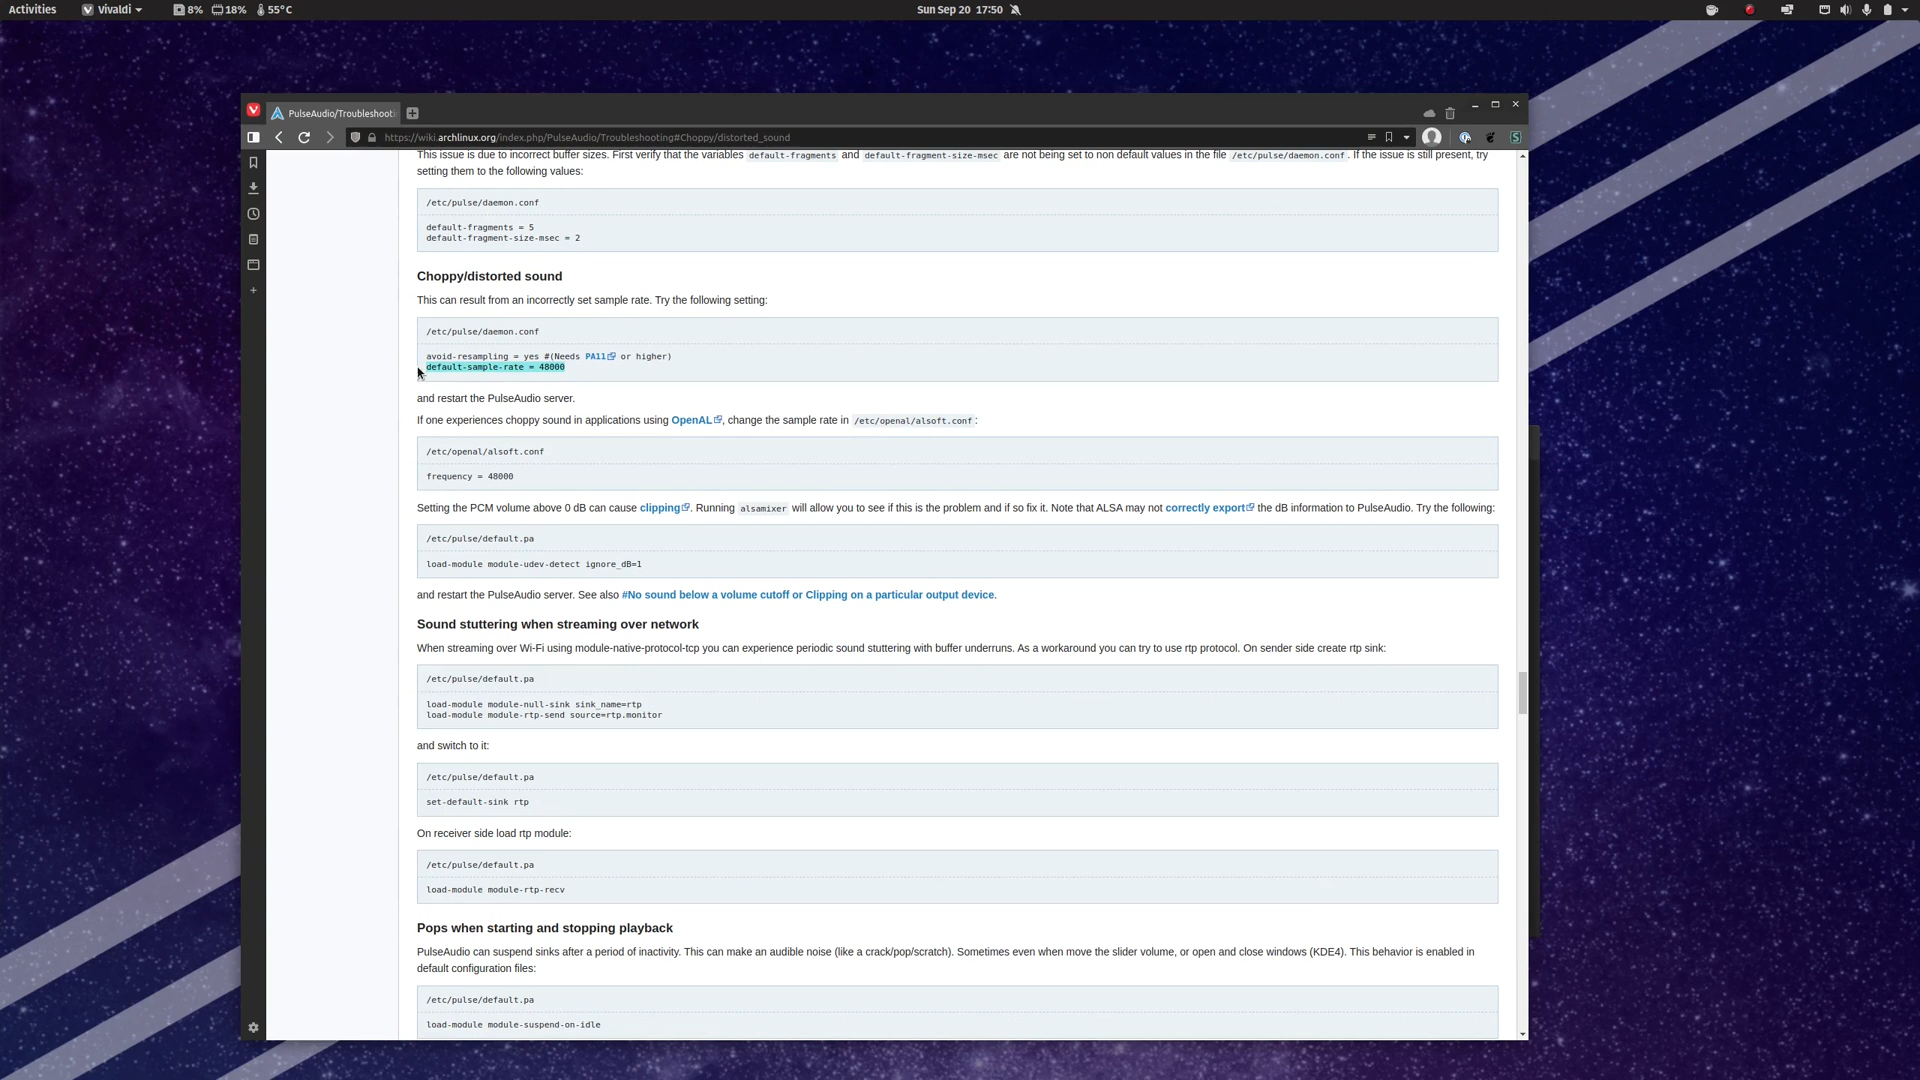 Activities
Vivaldi
8%
18%
55°C
Sun Sep 20 17:50
PulseAudio/Troubleshooti
https://wiki.archlinux.org/index.php/PulseAudio/Troubleshooting#Choppy/distorted_sound
This issue is due to incorrect buffer sizes. First verify that the variables default-fragments and default-fragment-size-msec are not being set to non default values in the file /etc/pulse/daemon.conf. If the issue is still present, try
setting them to the following values:
/etc/pulse/daemon.conf
default-fragments = 5
default-fragment-size-msec = 2
Choppy/distorted sound
This can result from an incorrectly set sample rate. Try the following setting:
/etc/pulse/daemon.conf
avoid-resampling = yes #(Needs PA11 or higher)
default-sample-rate = 48000
and restart the PulseAudio server.
If one experiences choppy sound in applications using OpenAL, change the sample rate in /etc/openal/alsoft.conf:
/etc/openal/alsoft.conf
frequency = 48000
Setting the PCM volume above 0 dB can cause clipping. Running alsamixer will allow you to see if this is the problem and if so fix it. Note that ALSA may not correctly export the dB information to PulseAudio. Try the following:
/etc/pulse/default.pa
load-module module-udev-detect ignore_dB=1
and restart the PulseAudio server. See also #No sound below a volume cutoff or Clipping on a particular output device.
Sound stuttering when streaming over network
When streaming over Wi-Fi using module-native-protocol-tcp you can experience periodic sound stuttering with buffer underruns. As a workaround you can try to use rtp protocol. On sender side create rtp sink:
/etc/pulse/default.pa
load-module module-null-sink sink_name=rtp
load-module module-rtp-send source=rtp.monitor
and switch to it:
/etc/pulse/default.pa
set-default-sink rtp
On receiver side load rtp module:
/etc/pulse/default.pa
load-module module-rtp-recv
Pops when starting and stopping playback
PulseAudio can suspend sinks after a period of inactivity. This can make an audible noise (like a crack/pop/scratch). Sometimes even when move the slider volume, or open and close windows (KDE4). This behavior is enabled in
default configuration files:
/etc/pulse/default.pa
load-module module-suspend-on-idle